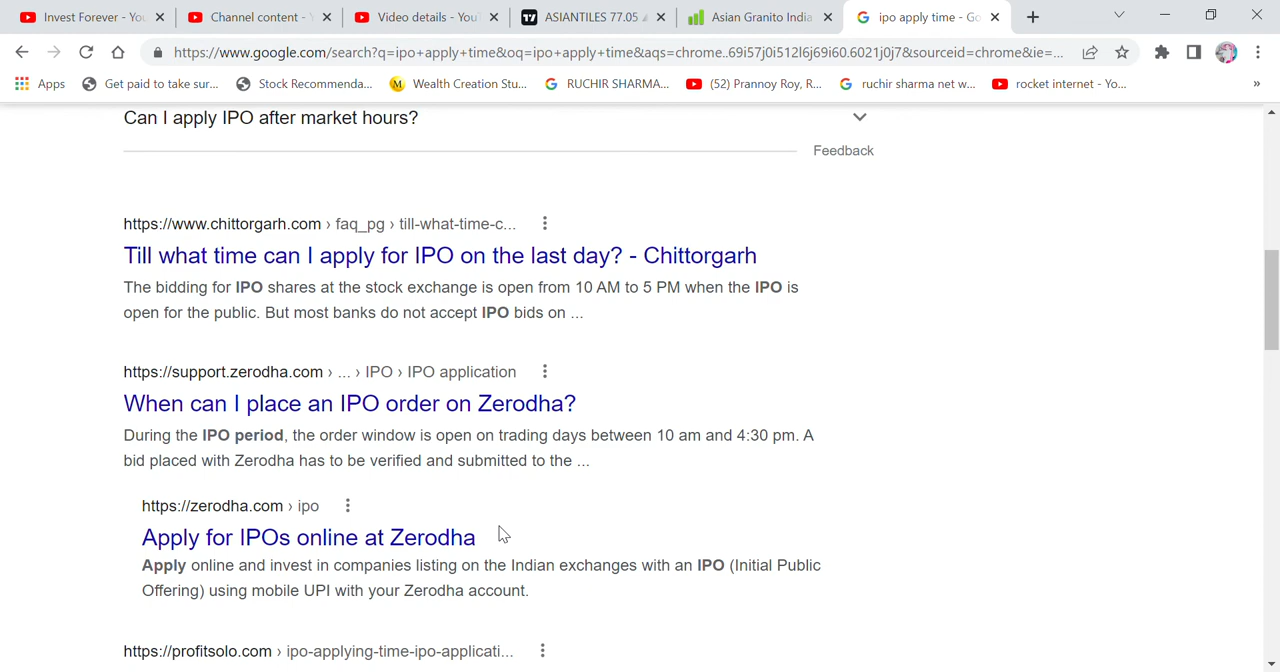 Invest Forever - You
Channel content - Y
Video details - YouT
ASIANTILES 77.05
Asian Granito India
ipo apply time - Go
https://www.google.com/search?q=ipo+apply+time&oq=ipo+apply+time&aqs=chrome..69i57j0i512l6j69i60.6021j0j7&sourceid=chrome&ie=...
Apps
Get paid to take sur...
Stock Recommenda...
Wealth Creation Stu...
RUCHIR SHARMA...
(52) Prannoy Roy, R...
ruchir sharma net w...
rocket internet - Yo...
»
Can I apply IPO after market hours?
Feedback
https://www.chittorgarh.com › faq_pg › till-what-time-c...
Till what time can I apply for IPO on the last day? - Chittorgarh
The bidding for IPO shares at the stock exchange is open from 10 AM to 5 PM when the IPO is
open for the public. But most banks do not accept IPO bids on ...
https://support.zerodha.com › ... › IPO › IPO application
When can I place an IPO order on Zerodha?
During the IPO period, the order window is open on trading days between 10 am and 4:30 pm. A
bid placed with Zerodha has to be verified and submitted to the ...
https://zerodha.com › ipo
Apply for IPOs online at Zerodha
Apply online and invest in companies listing on the Indian exchanges with an IPO (Initial Public
Offering) using mobile UPI with your Zerodha account.
https://profitsolo.com › ipo-applying-time-ipo-applicati...